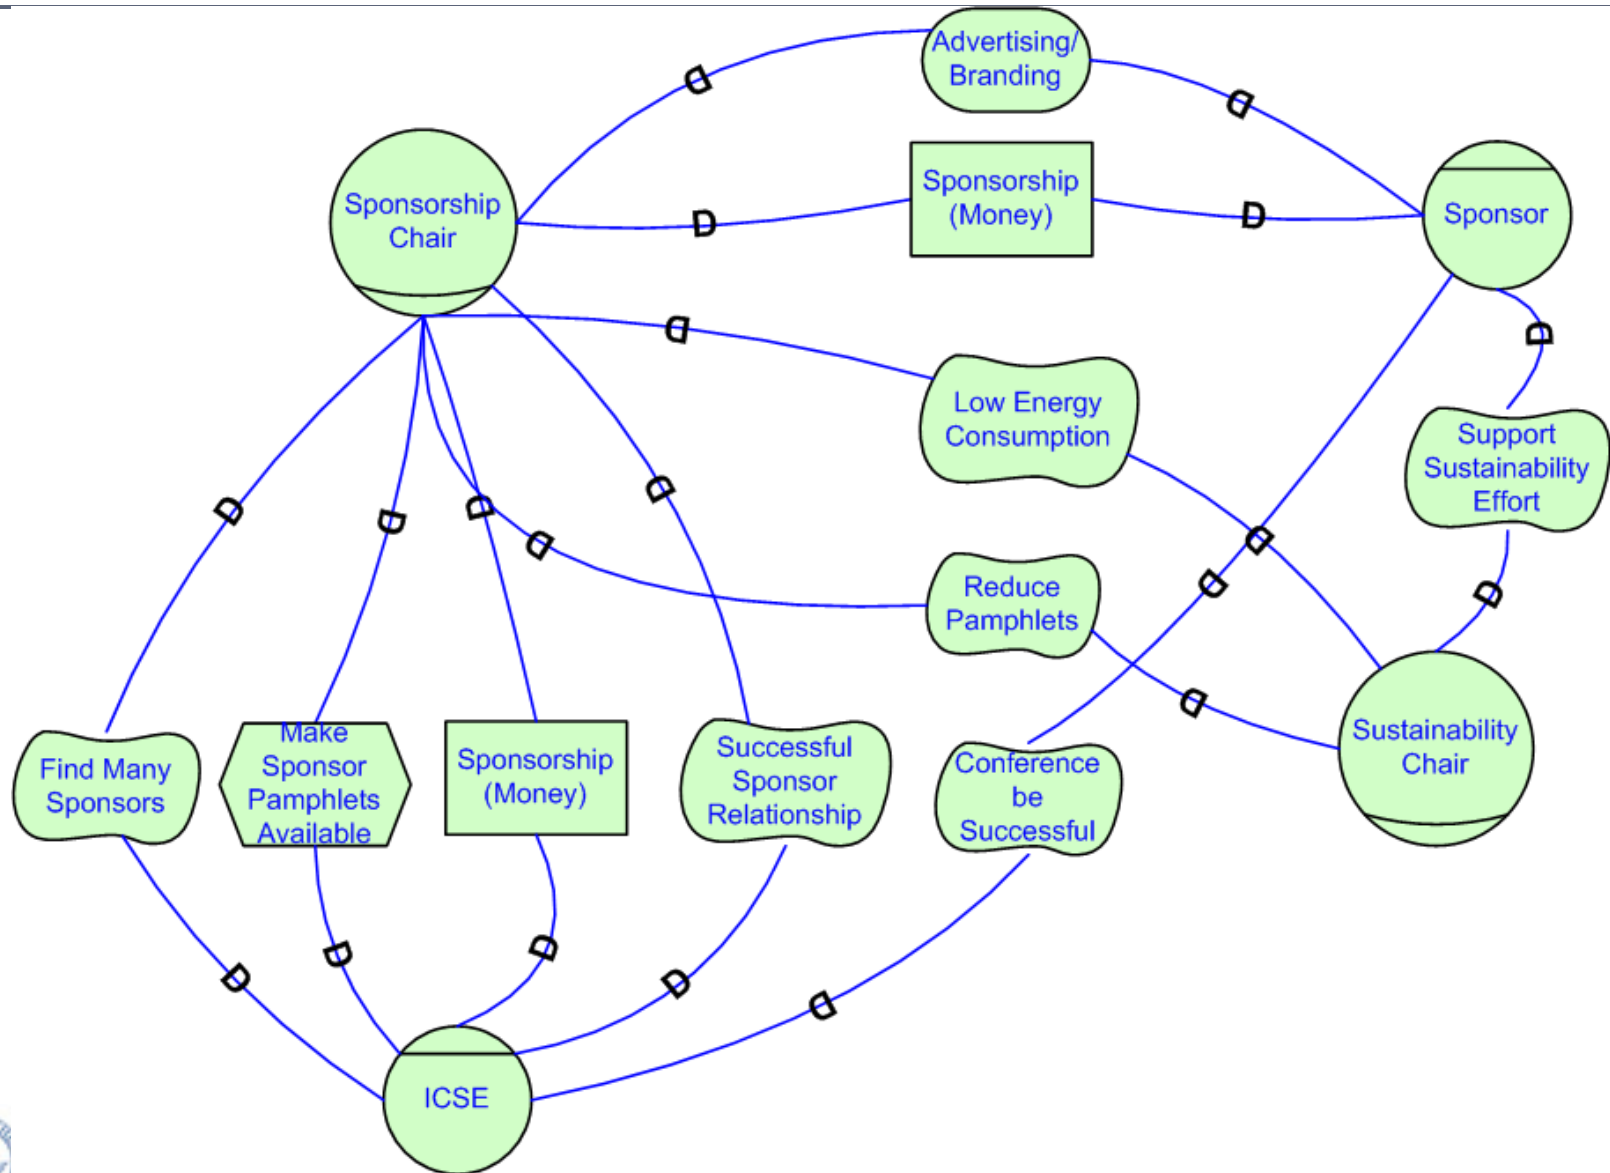 Advertising/
Branding
Sponsorship
(Money)
Sponsor
Sponsorship
Chair
D
D
D
D
D
D
Low Energy
Consumption
Support
Sustainability
Effort
D
D
D
D
D
D
D
D
Reduce
Pamphlets
D
D
Sustainability
Chair
Find Many
Sponsors
Make
Sponsor
Pamphlets
Available
Sponsorship
(Money)
Successful
Sponsor
Relationship
Conference
be
Successful
D
D
D
D
D
ICSE